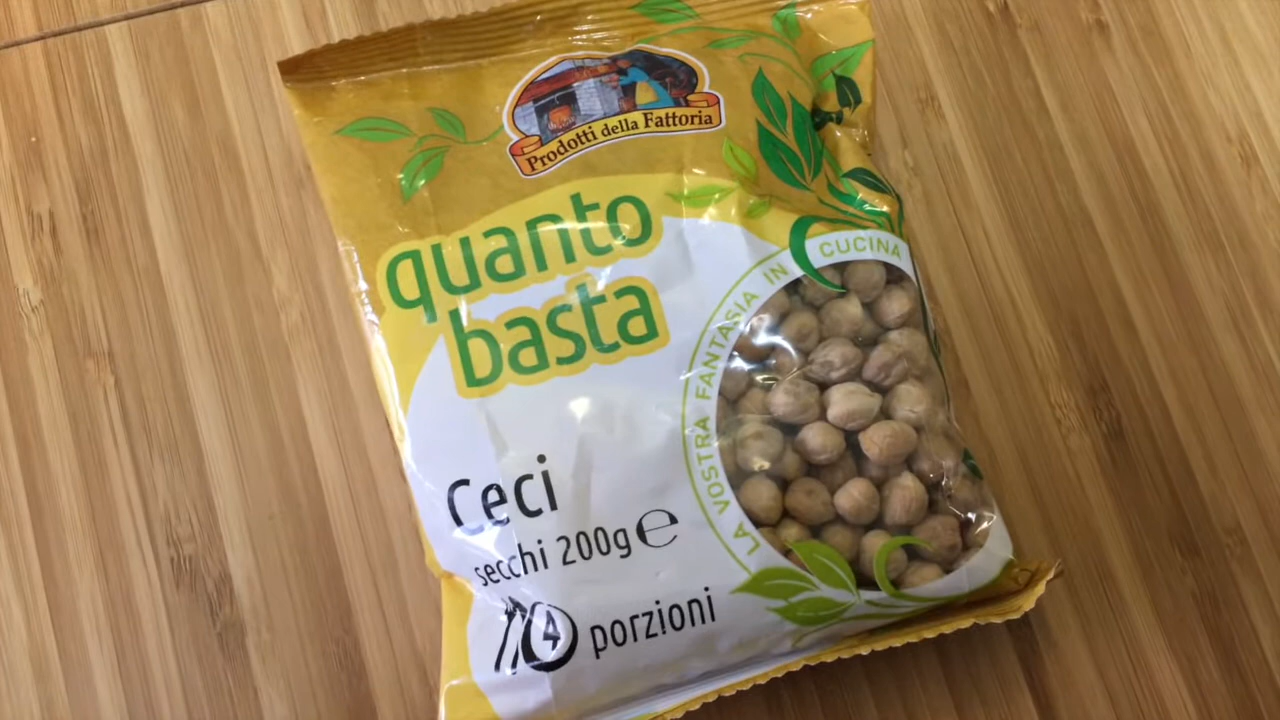 Prodotti della Fattoria
quanto
basta
LA VOSTRA FANTASIA IN CUCINA
Ceci
secchi 200g ℮
4 porzioni